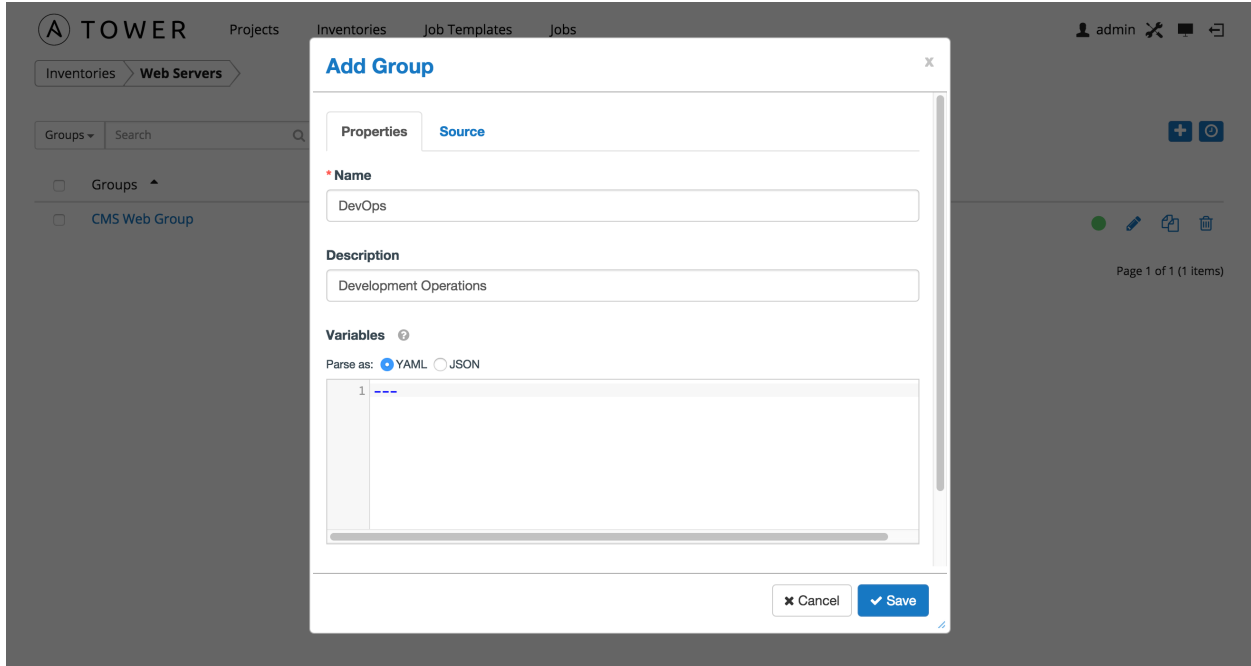 A TOWER Projects Inventories Job Templates Jobs admin
Inventories Web Servers
Add Group x
Groups Search
Properties Source
* Name
Groups
DevOps
CMS Web Group
Description
Page 1 of 1 (1 items)
Development Operations
Variables ?
Parse as: YAML JSON
1 ---
Cancel Save